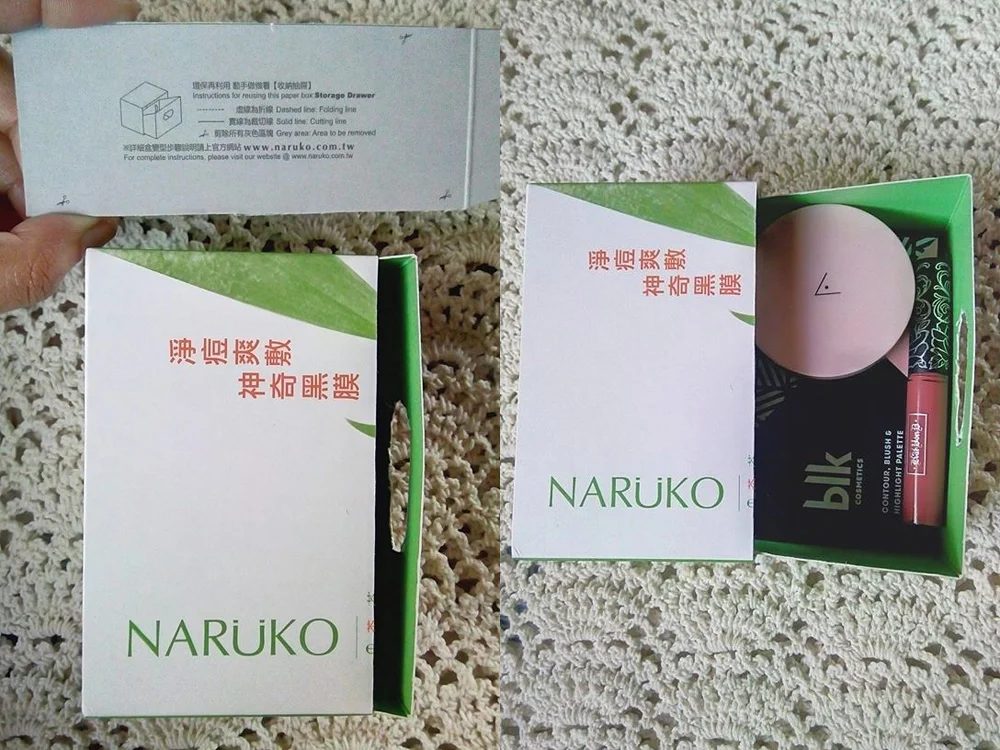 環保再利用 動手做做看【收納抽屜】
Instructions for reusing this paper box: Storage Drawer
虛線為折線 Dashed line: Folding line
實線為裁切線 Solid line: Cutting line
剪除所有灰色區塊 Grey area: Area to be removed
※詳細盒變型步驟說明請上官方網站 www.naruko.com.tw
For complete instructions, please visit our website @ www.naruko.com.tw
淨痘爽敷
神奇黑膜
NARÜKO
淨痘爽敷
神奇黑膜
NARÜKO
blk
COSMETICS
CONTOUR, BLUSH &
HIGHLIGHT PALETTE